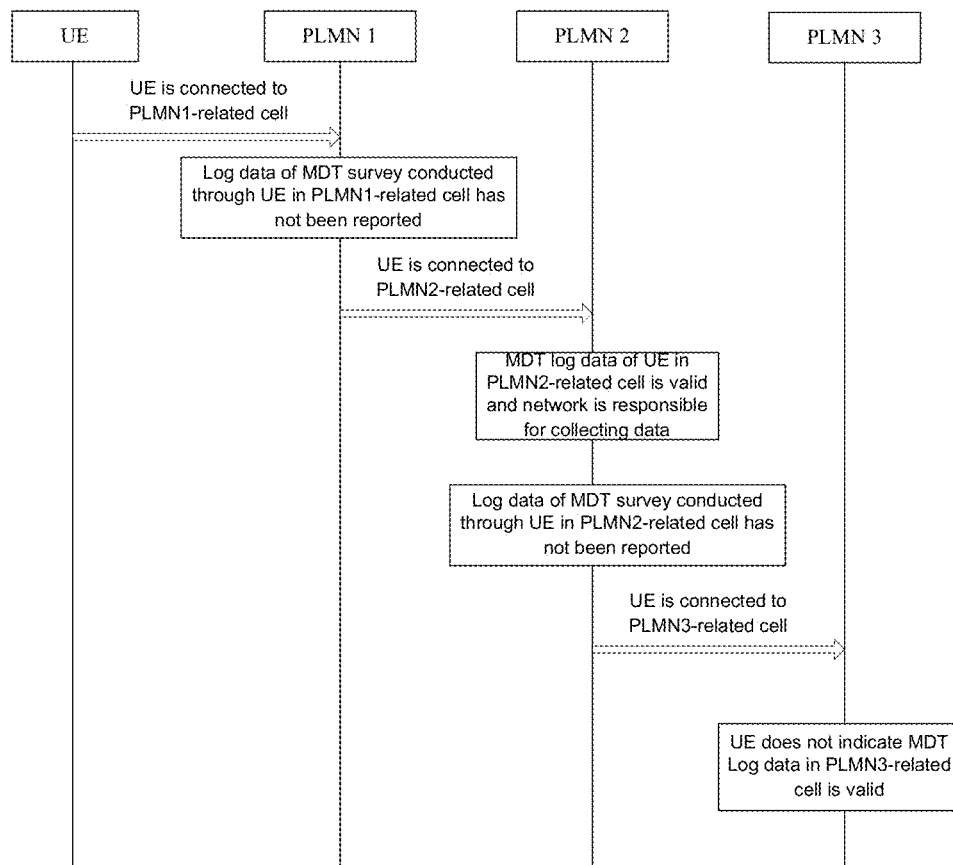 UE
PLMN 1
PLMN 2
PLMN 3
UE is connected to
PLMN1-related cell
Log data of MDT survey conducted
through UE in PLMN1-related cell has
not been reported
UE is connected to
PLMN2-related cell
MDT log data of UE in
PLMN2-related cell is valid
and network is responsible
for collecting data
Log data of MDT survey conducted
through UE in PLMN2-related cell has
not been reported
UE is connected to
PLMN3-related cell
UE does not indicate MDT
Log data in PLMN3-related
cell is valid